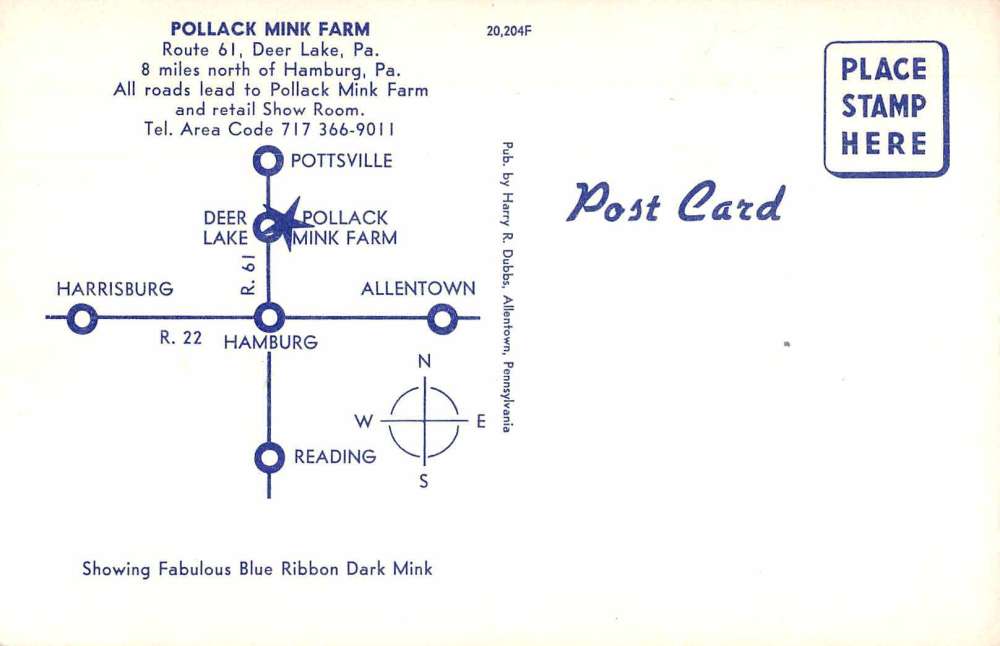 POLLACK MINK FARM
Route 61, Deer Lake, Pa.
8 miles north of Hamburg, Pa.
All roads lead to Pollack Mink Farm
and retail Show Room.
Tel. Area Code 717 366-9011
POTTSVILLE
DEER
LAKE
POLLACK
MINK FARM
R. 61
HARRISBURG
ALLENTOWN
R. 22
HAMBURG
READING
N
W
E
S
Showing Fabulous Blue Ribbon Dark Mink
20,204F
Pub. by Harry R. Dubbs, Allentown, Pennsylvania
Post Card
PLACE
STAMP
HERE